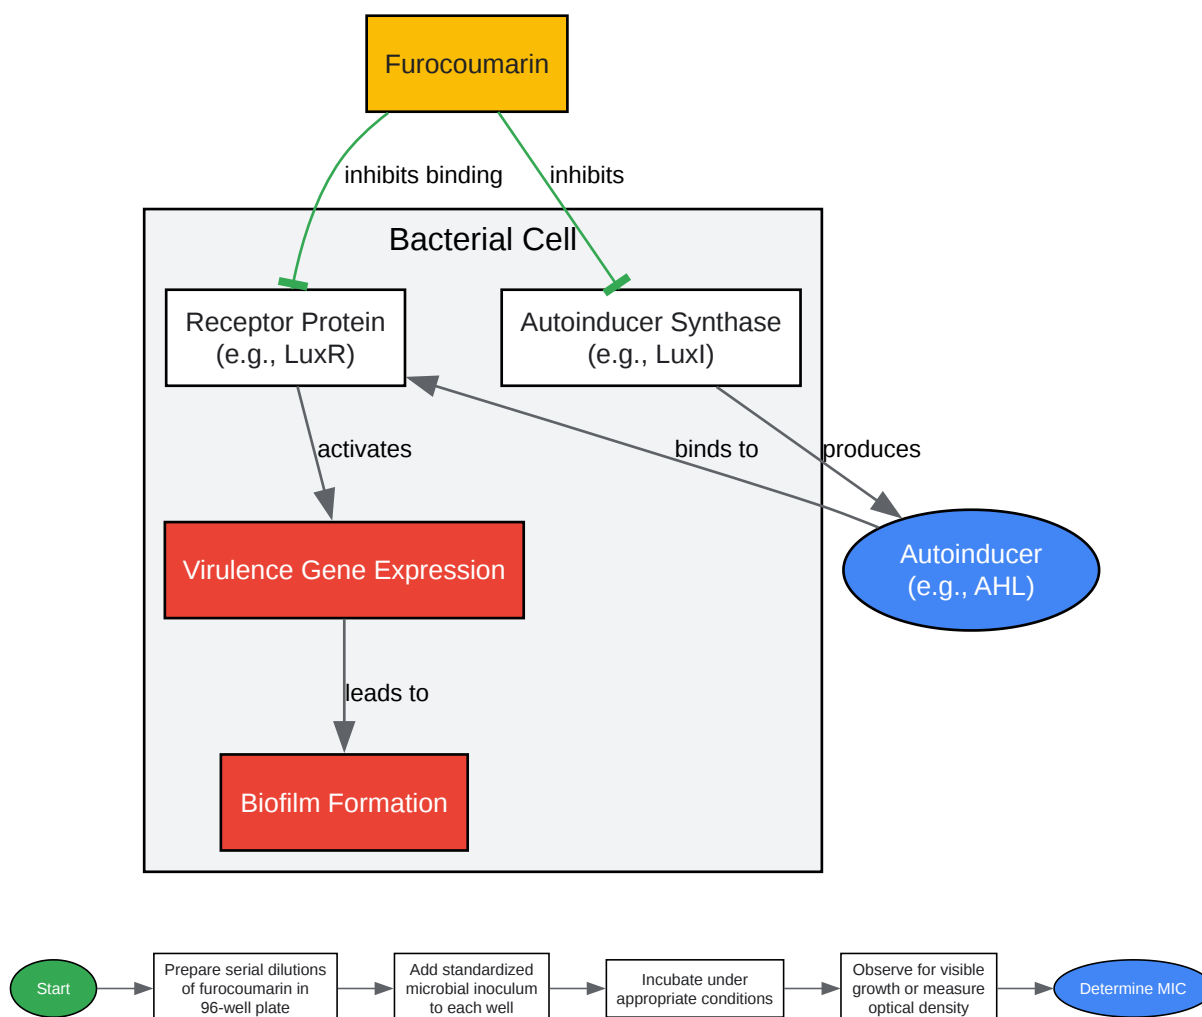 Furocoumarin
inhibits binding
inhibits
Bacterial Cell
Receptor Protein
(e.g., LuxR)
Autoinducer Synthase
(e.g., LuxI)
activates
binds to
produces
Virulence Gene Expression
Autoinducer
(e.g., AHL)
leads to
Biofilm Formation
Start
Prepare serial dilutions
of furocoumarin in
96-well plate
Add standardized
microbial inoculum
to each well
Incubate under
appropriate conditions
Observe for visible
growth or measure
optical density
Determine MIC